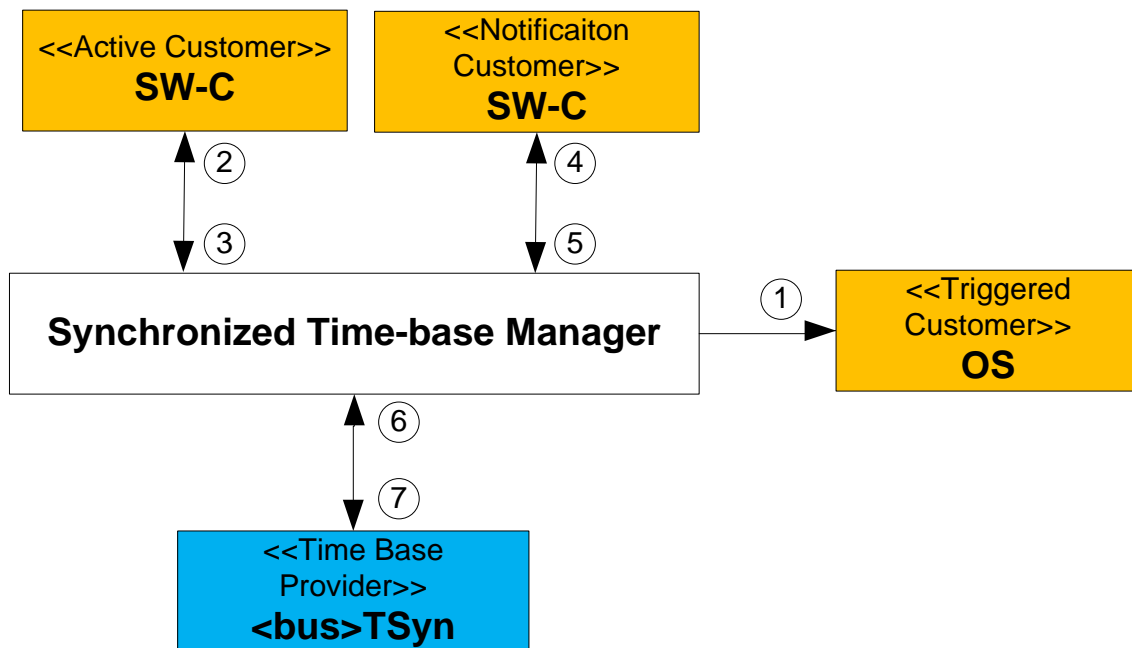 <<Active Customer>>
SW-C
<<Notificaiton
Customer>>
SW-C
2
4
3
5
Synchronized Time-base Manager
1
<<Triggered
Customer>>
OS
6
7
<<Time Base
Provider>>
<bus>TSyn